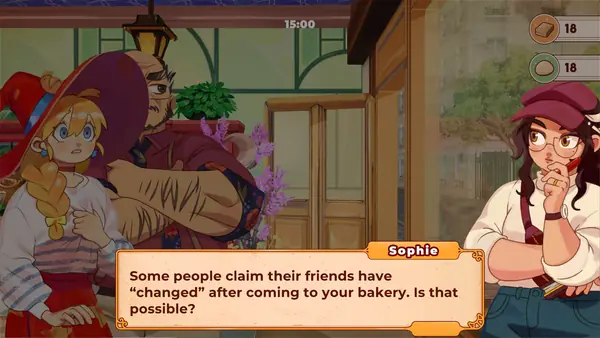 15:00
18
18
Sophie
Some people claim their friends have
“changed” after coming to your bakery. Is that
possible?